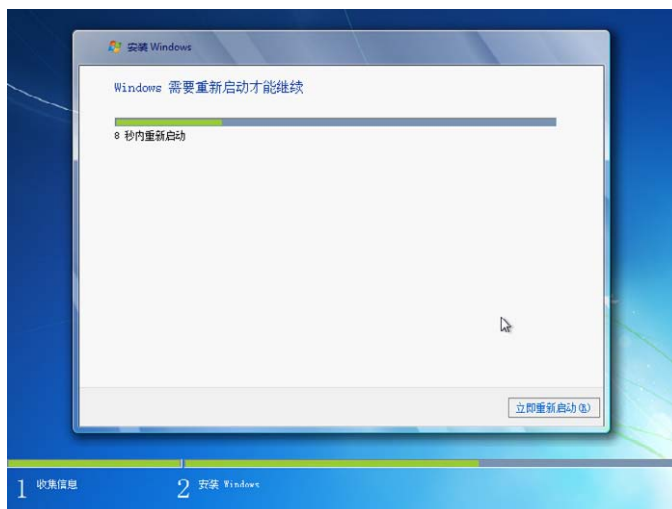 安装 Windows
Windows 需要重新启动才能继续
8 秒内重新启动
立即重新启动(R)
1 收集信息
2 安装 Windows